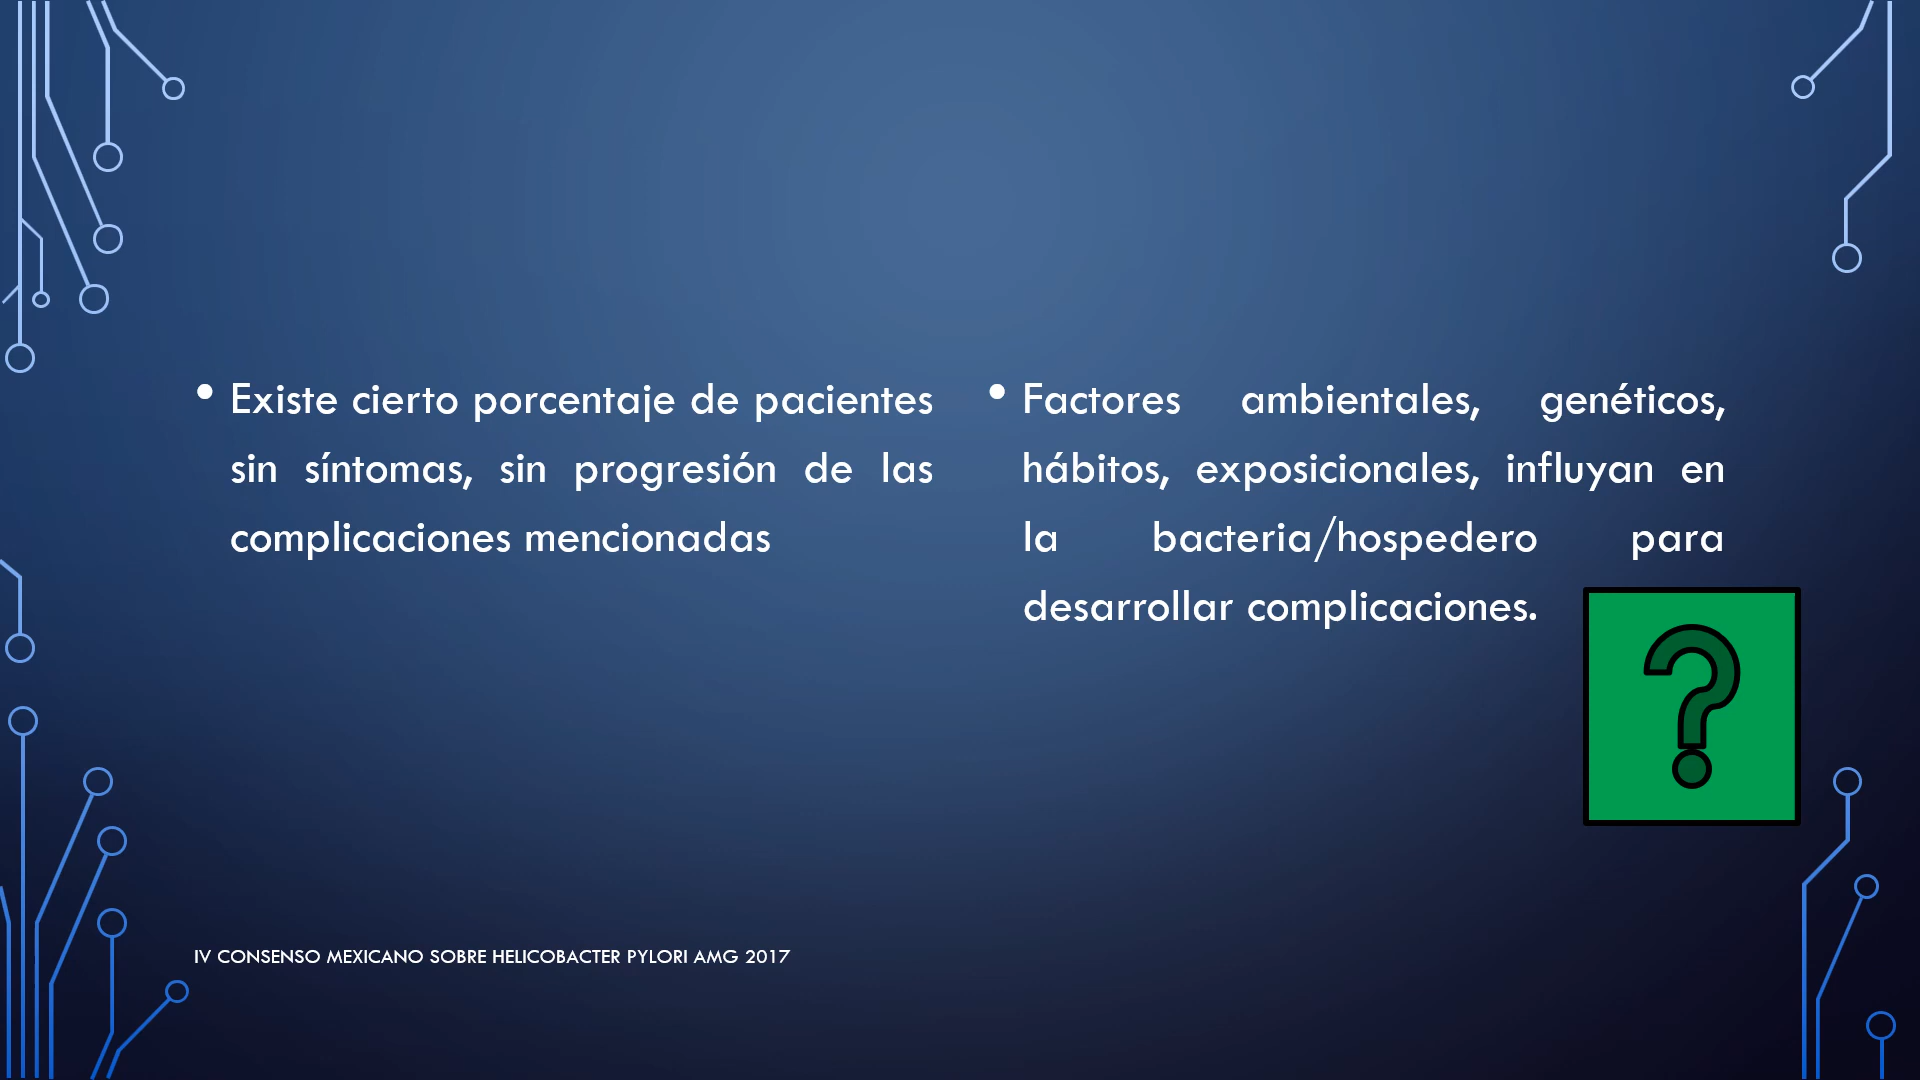 • Existe cierto porcentaje de pacientes
sin síntomas, sin progresión de las
complicaciones mencionadas
• Factores ambientales, genéticos,
hábitos, exposicionales, influyan en
la bacteria/hospedero para
desarrollar complicaciones.
?
IV CONSENSO MEXICANO SOBRE HELICOBACTER PYLORI AMG 2017